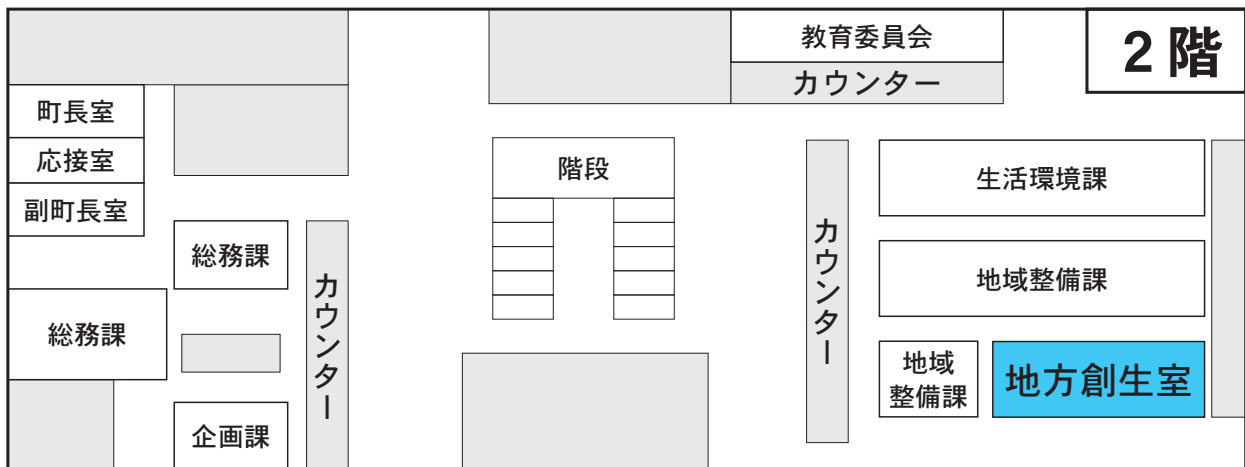 2階
教育委員会
カウンター
町長室
応接室
副町長室
総務課
総務課
企画課
カウンター
階段
カウンター
生活環境課
地域整備課
地域
整備課
地方創生室